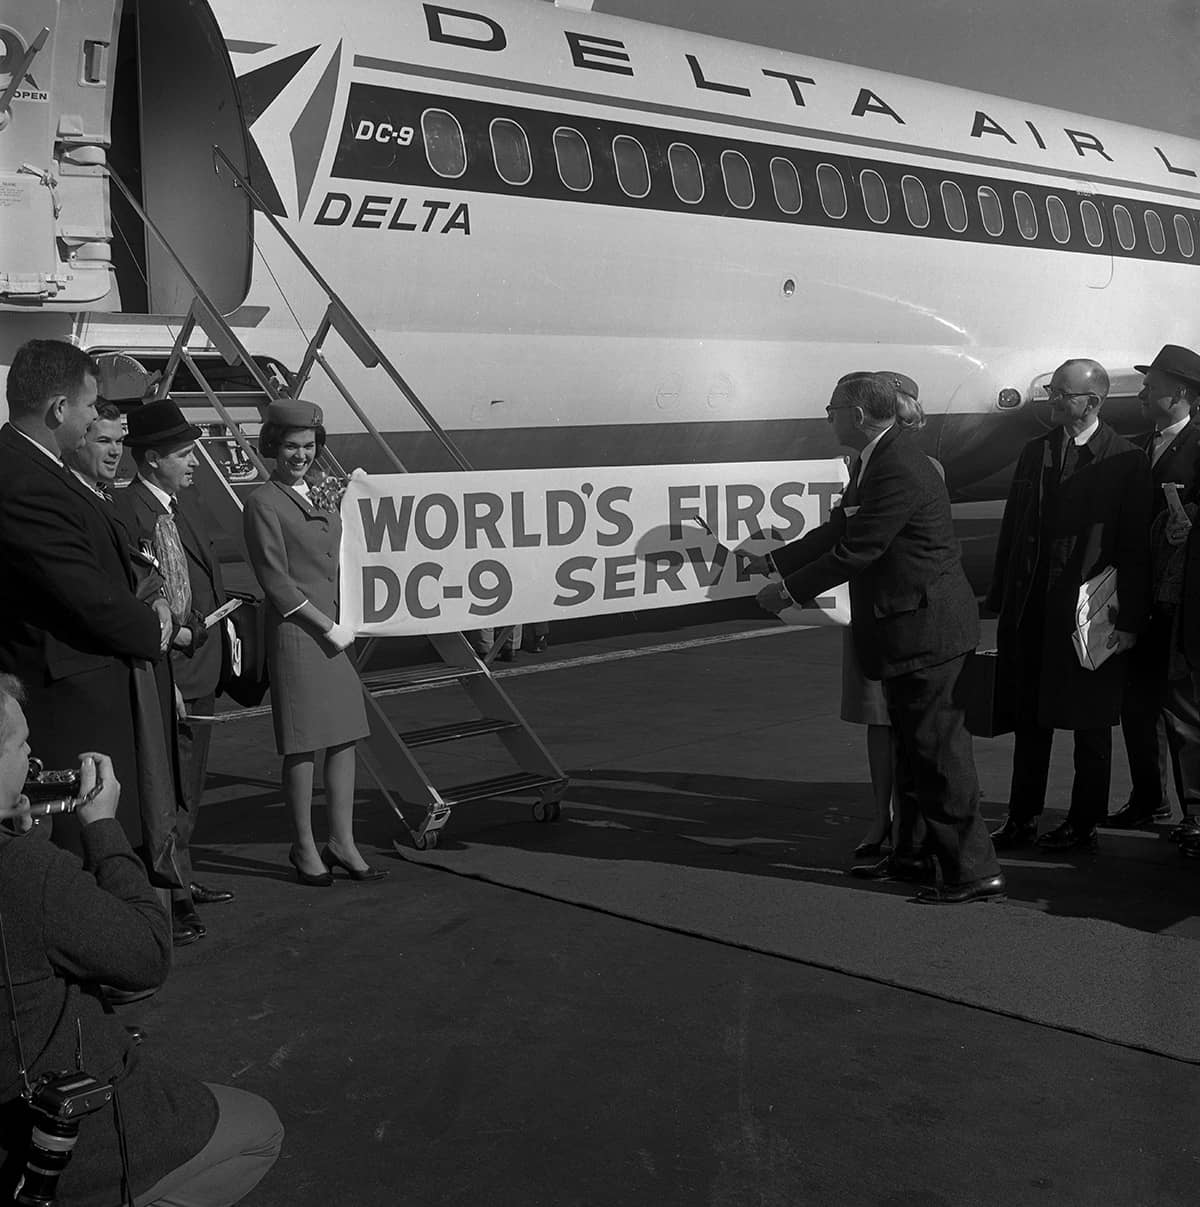 DELTA AIR L
OPEN
DC-9
DELTA
WORLD'S FIRST
DC-9 SERV